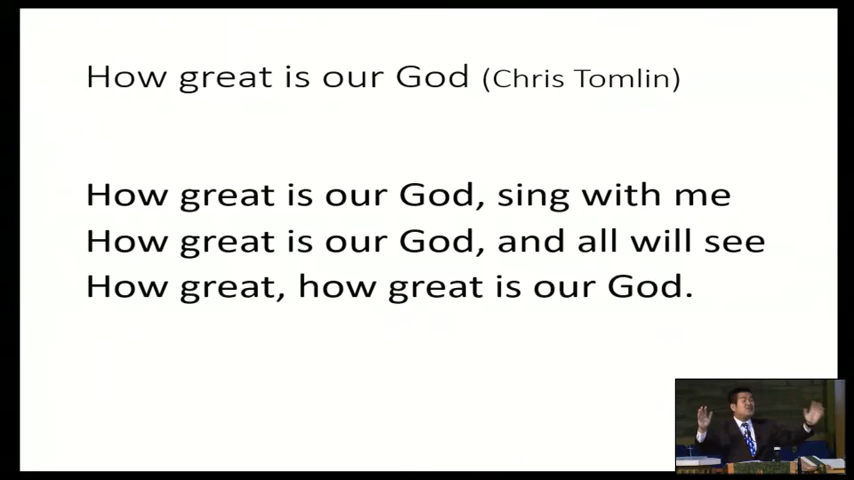 How great is our God (Chris Tomlin)
How great is our God, sing with me
How great is our God, and all will see
How great, how great is our God.